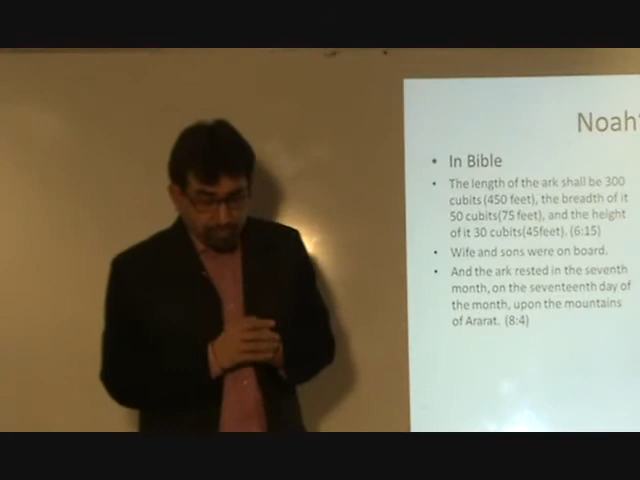 Noah'
• In Bible
• The length of the ark shall be 300
cubits(450 feet), the breadth of it
50 cubits(75 feet), and the height
of it 30 cubits(45feet). (6:15)
• Wife and sons were on board.
• And the ark rested in the seventh
month, on the seventeenth day of
the month, upon the mountains
of Ararat. (8:4)